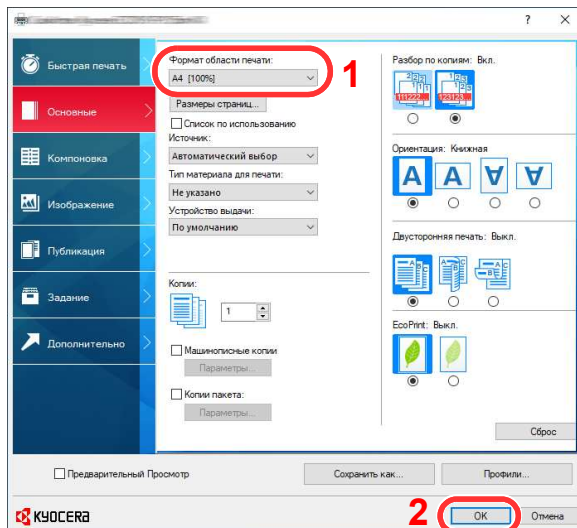 ?
Быстрая печать
Основные
Компоновка
Изображение
Публикация
Задание
Дополнительно
Формат области печати:
A4 [100%]
1
Размеры страниц...
Список по использованию
Источник:
Автоматический выбор
Тип материала для печати:
Не указано
Устройство выдачи:
По умолчанию
Копии:
1
Машинописные копии
Параметры...
Копии пакета:
Параметры...
Разбор по копиям: Вкл.
111222...
123123...
Ориентация: Книжная
A A A A
Двусторонняя печать: Выкл.
A B C
A B C
A B C
EcoPrint: Выкл.
Сброс
Предварительный Просмотр
Сохранить как...
Профили...
KYOCERA
2
OK
Отмена